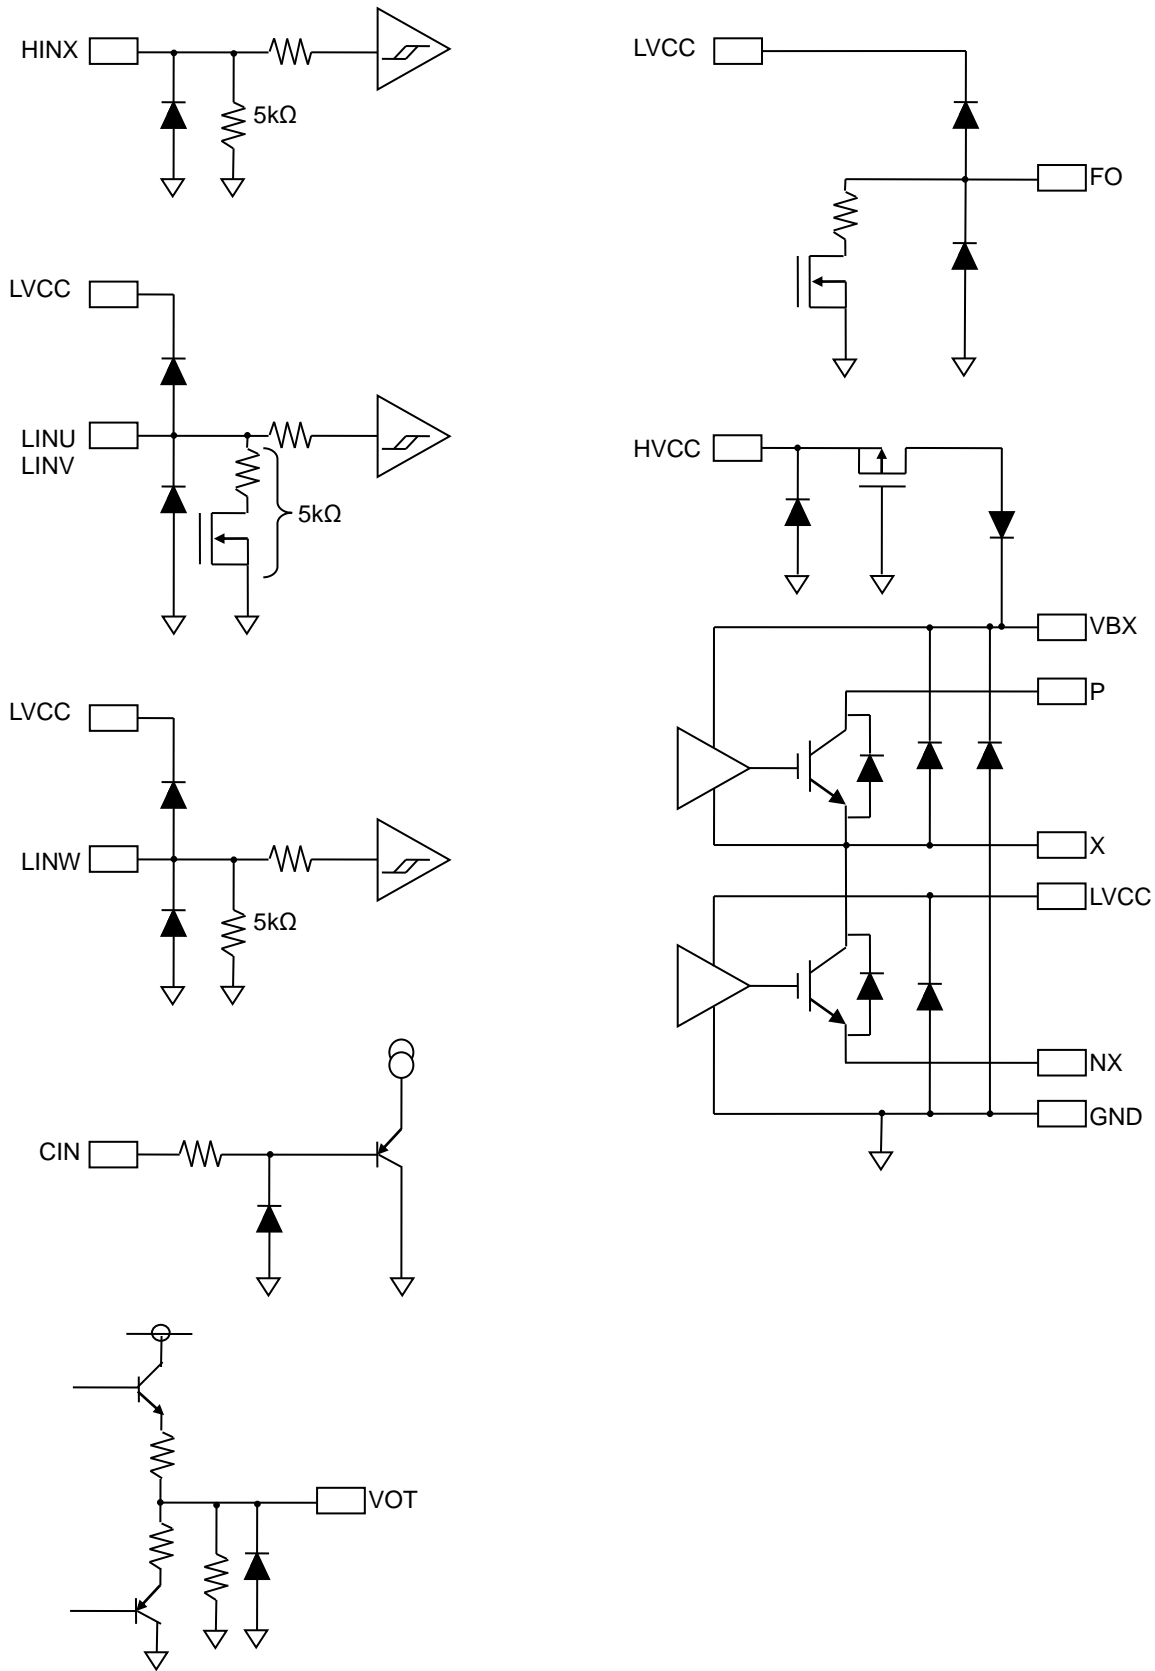 HINX
5kΩ
LVCC
LINU
LINV
5kΩ
LVCC
LINW
5kΩ
CIN
VOT
LVCC
FO
HVCC
VBX
P
X
LVCC
NX
GND